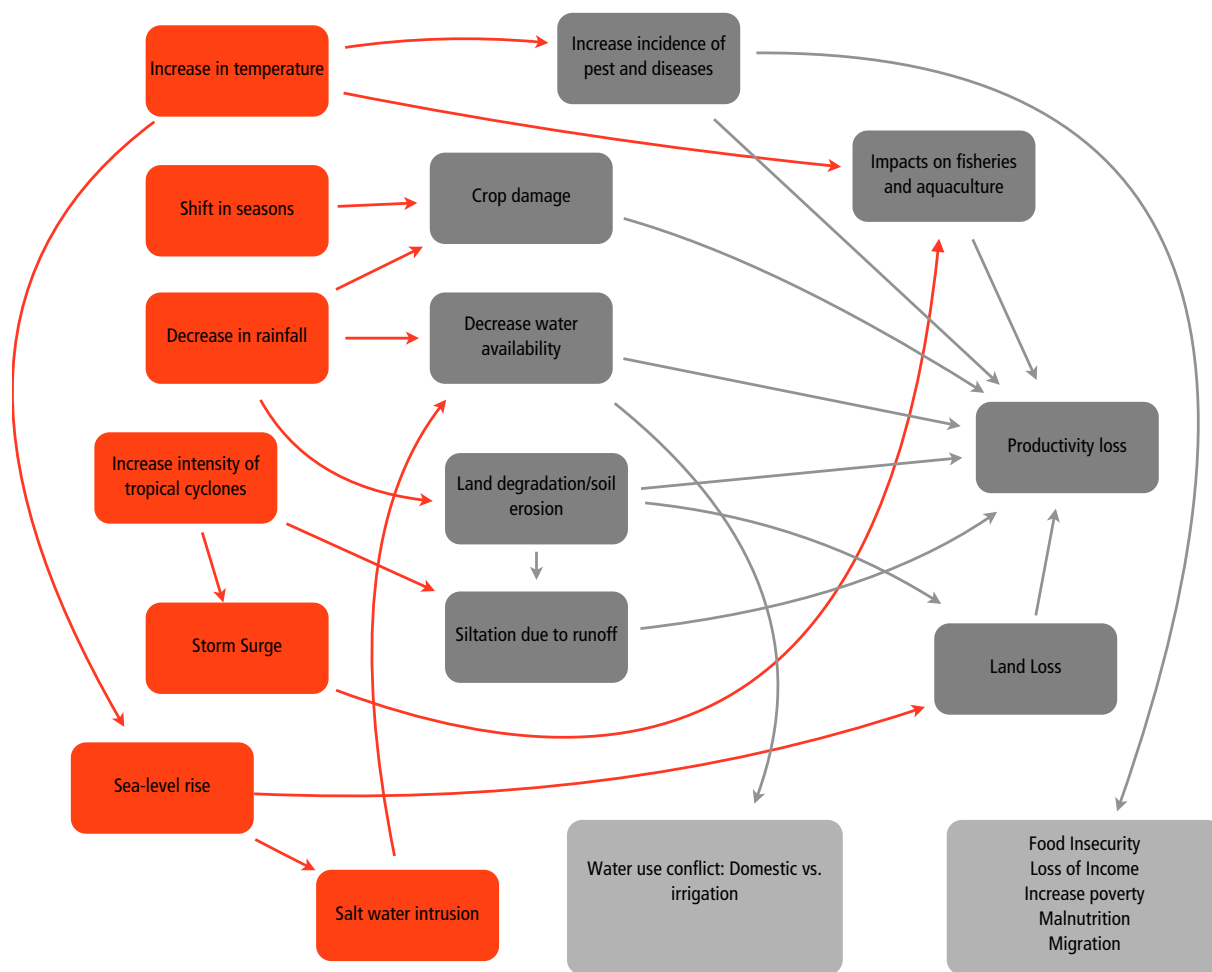 Increase in temperature
Increase incidence of
pest and diseases
Impacts on fisheries
and aquaculture
Shift in seasons
Crop damage
Decrease in rainfall
Decrease water
availability
Productivity loss
Increase intensity of
tropical cyclones
Land degradation/soil
erosion
Storm Surge
Siltation due to runoff
Land Loss
Sea-level rise
Salt water intrusion
Water use conflict: Domestic vs.
irrigation
Food Insecurity
Loss of Income
Increase poverty
Malnutrition
Migration